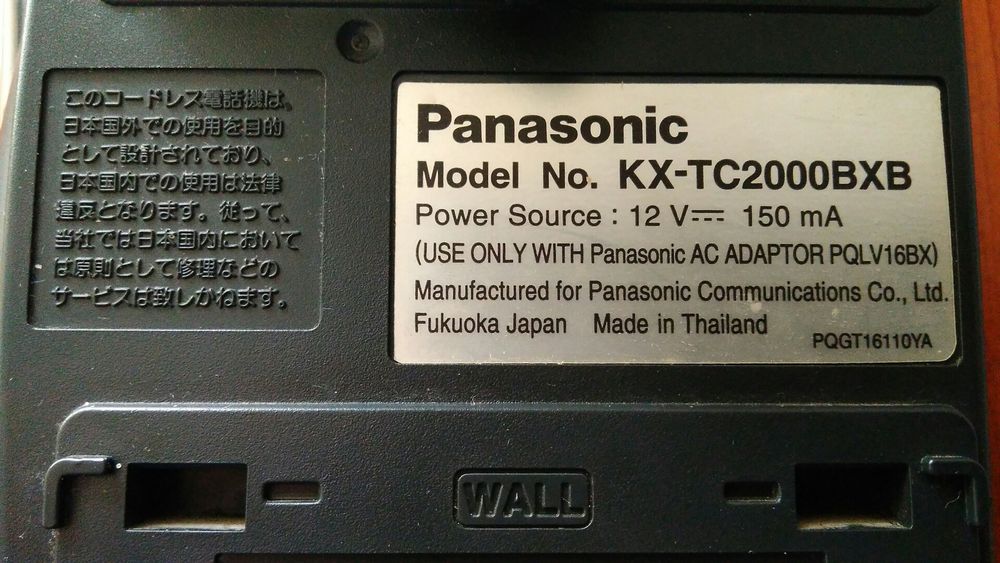 このコードレス電話機は、
日本国外での使用を目的
として設計されており、
日本国内での使用は法律
違反となります。従って、
当社では日本国内において
は原則として修理などの
サービスは致しかねます。
Panasonic
Model No. KX-TC2000BXB
Power Source : 12 V⎓ 150 mA
(USE ONLY WITH Panasonic AC ADAPTOR PQLV16BX)
Manufactured for Panasonic Communications Co., Ltd.
Fukuoka Japan Made in Thailand
PQGT16110YA
WALL